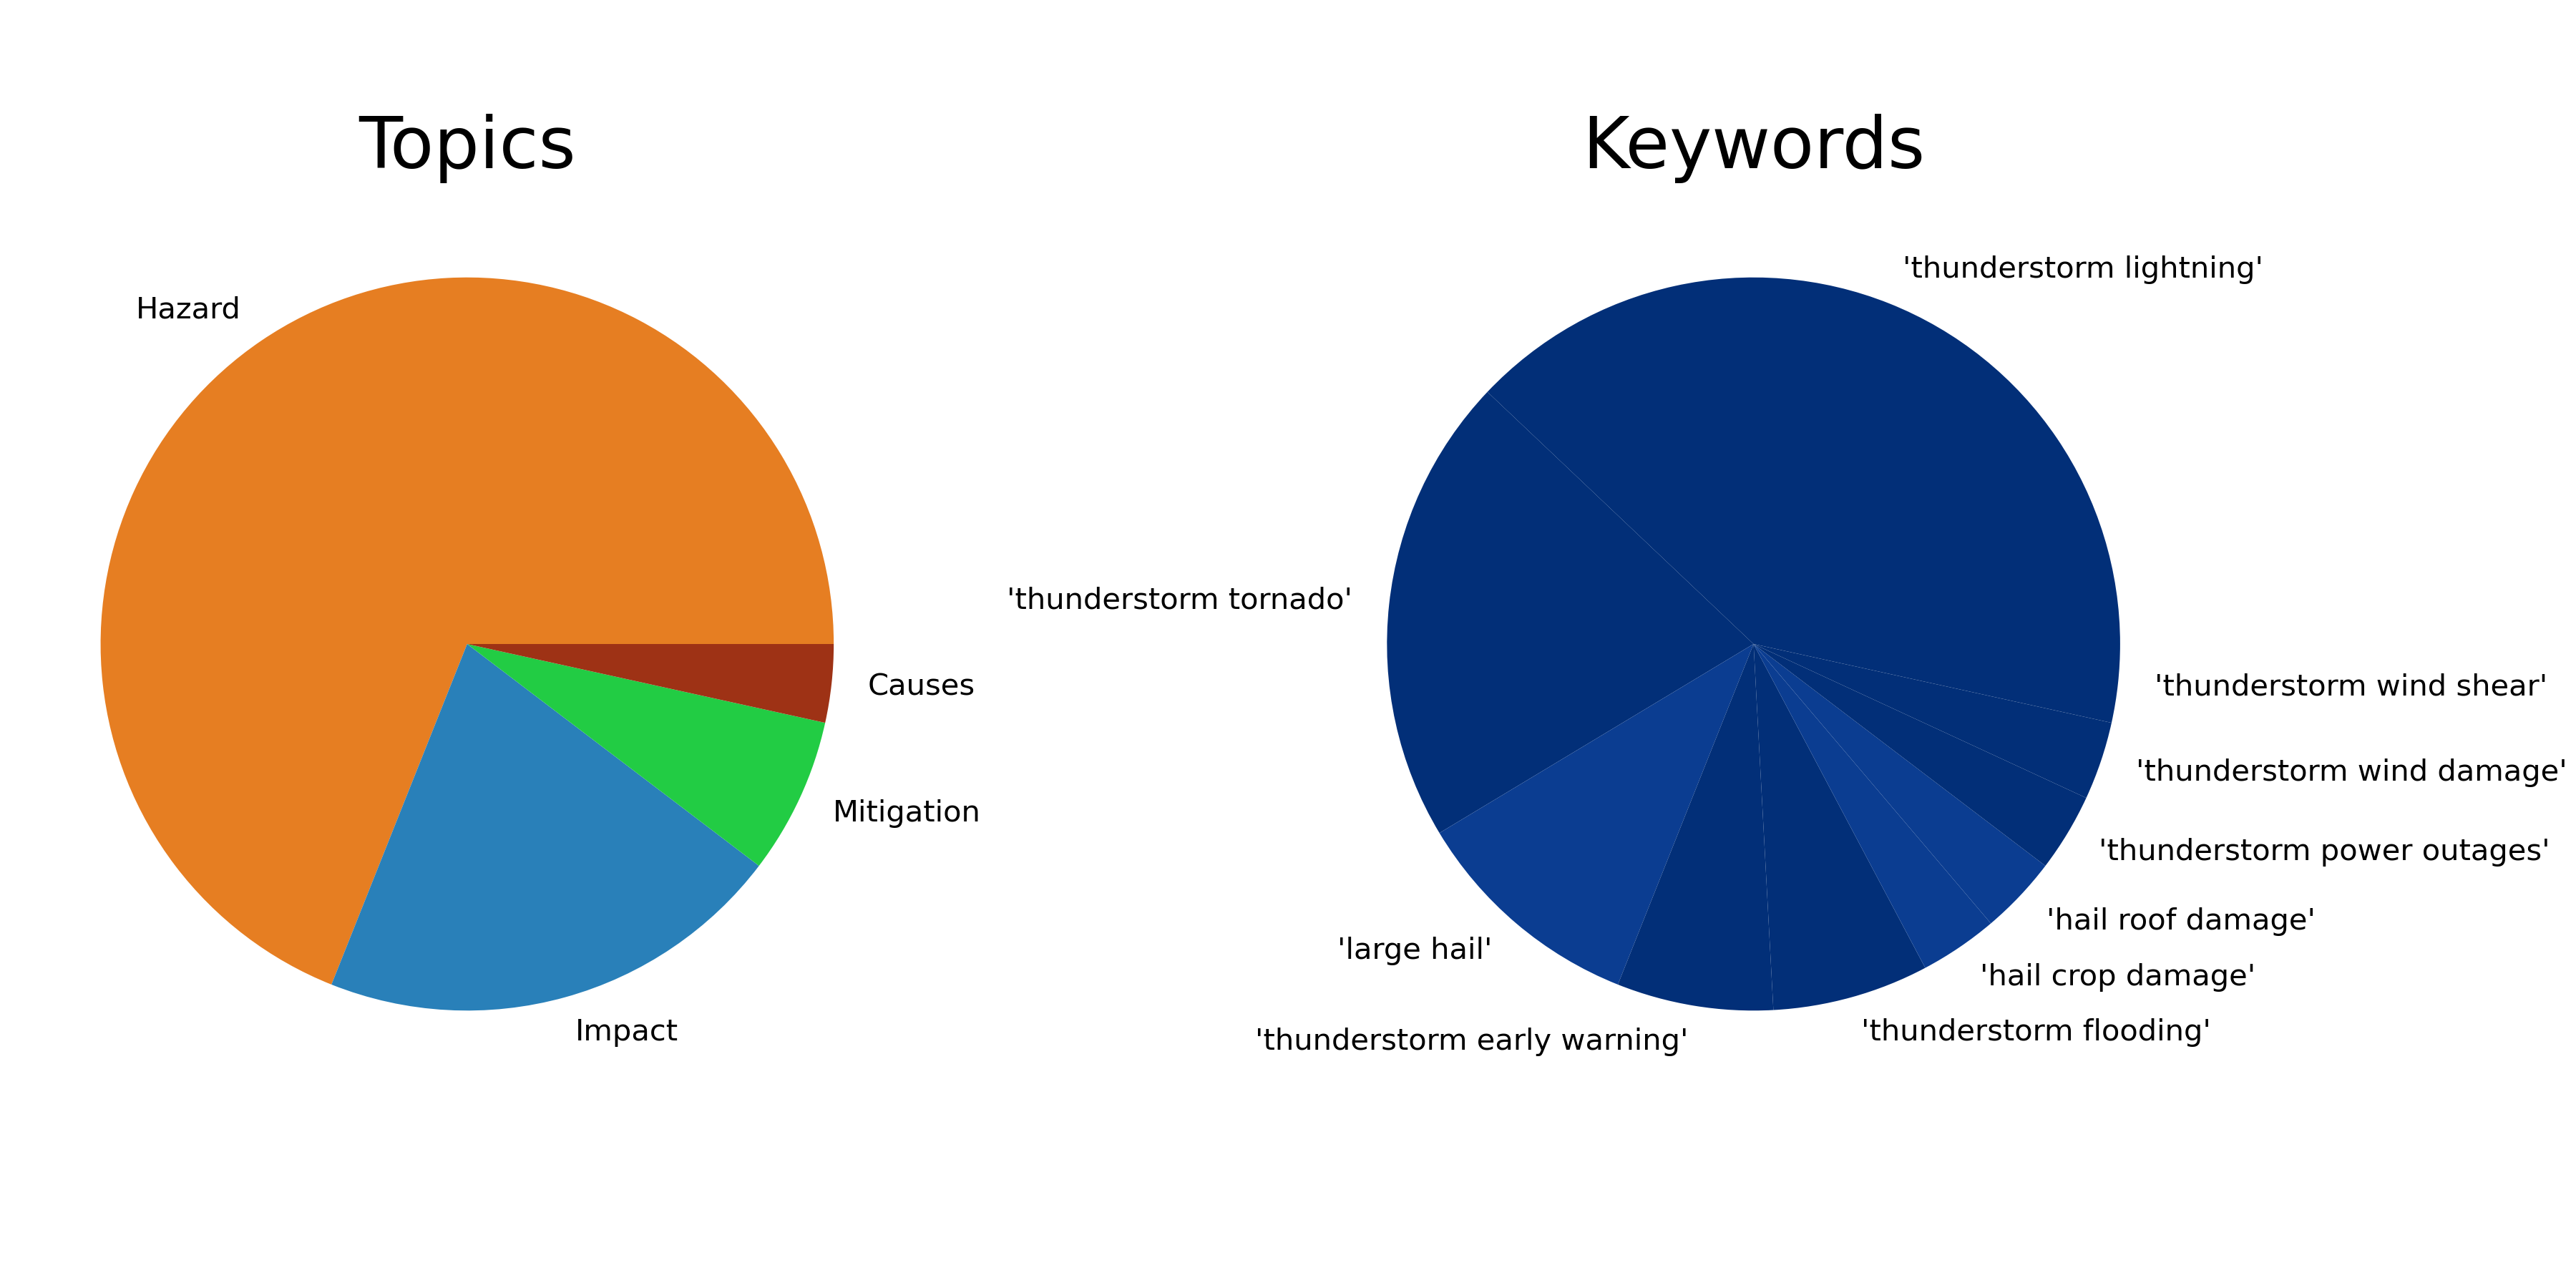 Topics
Hazard
Causes
Mitigation
Impact
Keywords
'thunderstorm lightning'
'thunderstorm tornado'
'large hail'
'thunderstorm early warning'
'thunderstorm flooding'
'hail crop damage'
'hail roof damage'
'thunderstorm power outages'
'thunderstorm wind damage'
'thunderstorm wind shear'